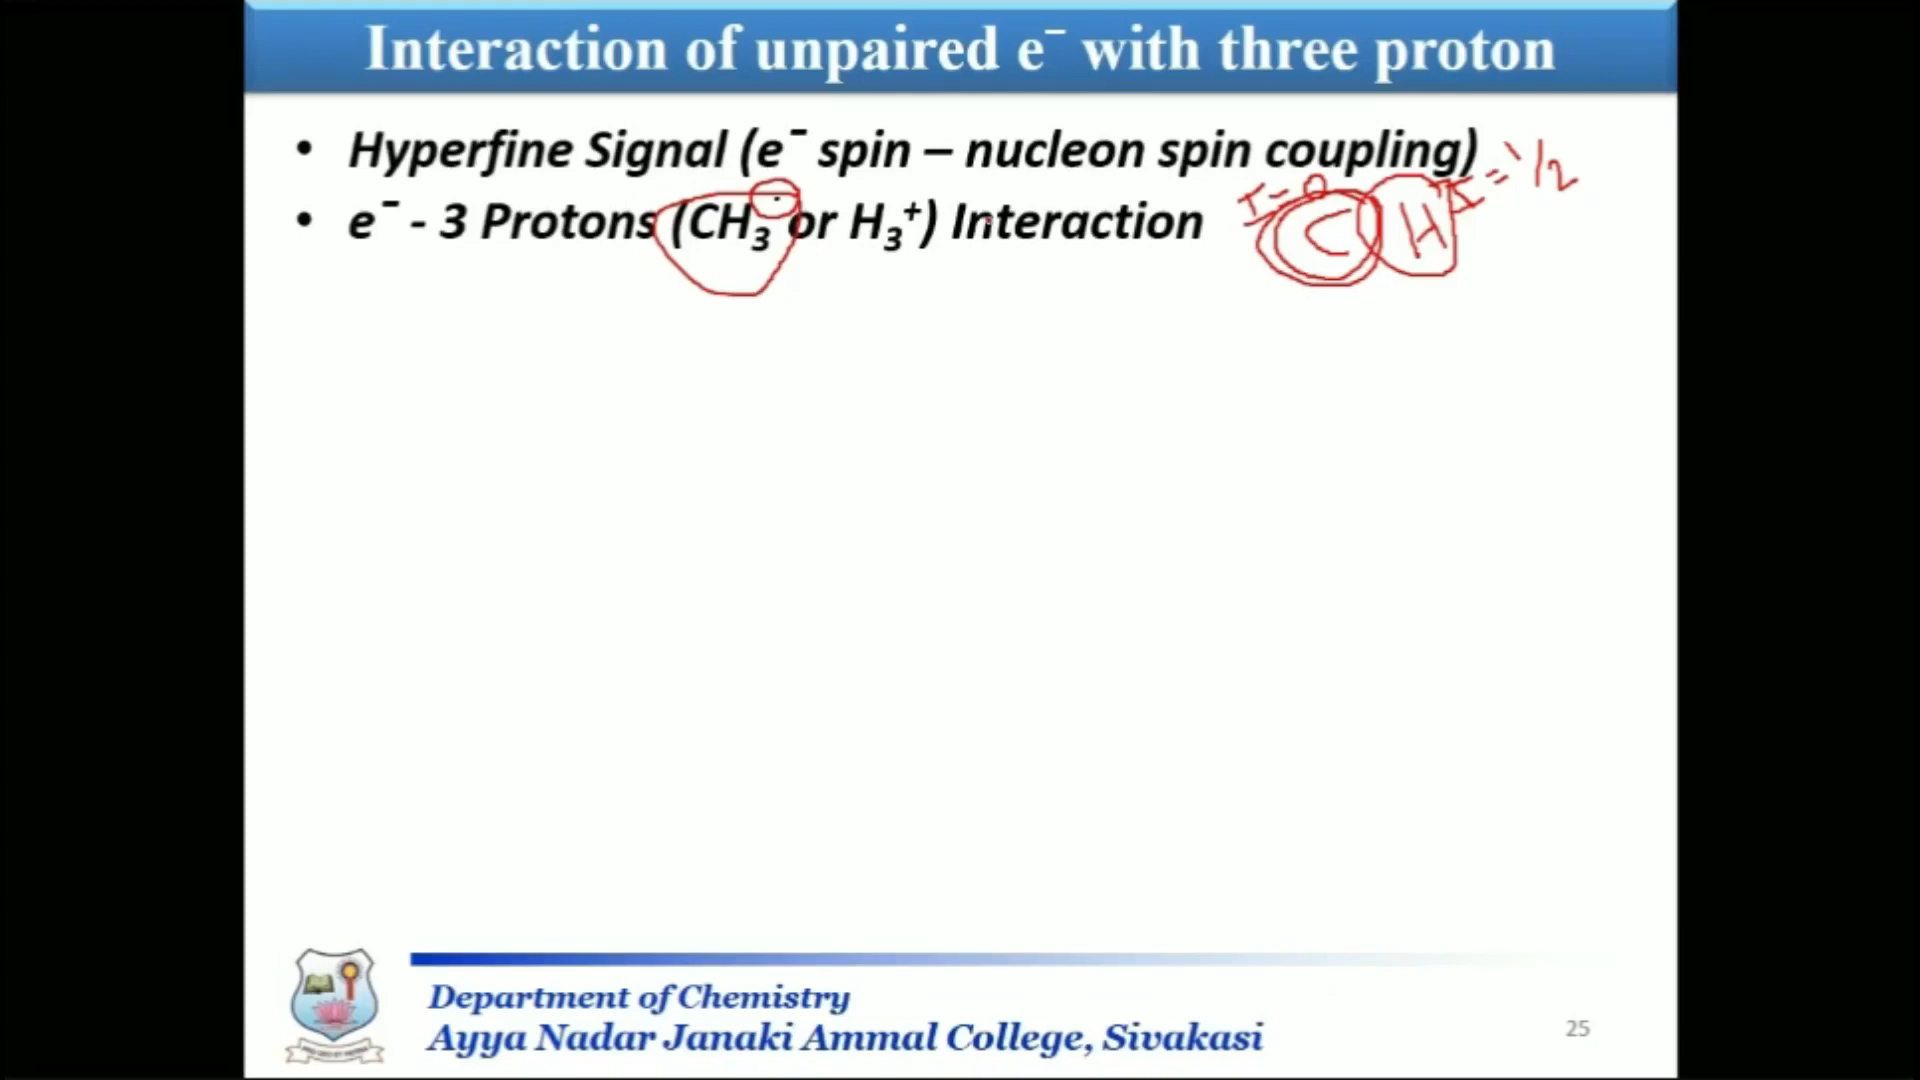 Interaction of unpaired e⁻ with three proton
• Hyperfine Signal (e⁻ spin – nucleon spin coupling)
• e⁻ - 3 Protons (CH₃˙ or H₃⁺) Interaction
I = 0 C H I = 1/2
Department of Chemistry
Ayya Nadar Janaki Ammal College, Sivakasi
25